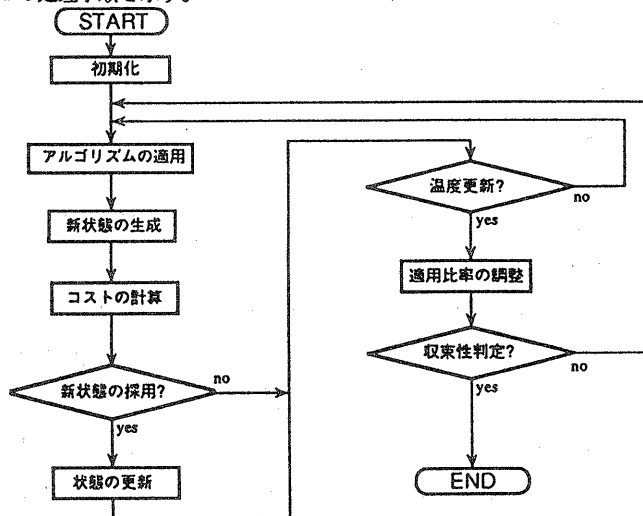 START
初期化
アルゴリズムの適用
新状態の生成
コストの計算
新状態の採用?
no
yes
状態の更新
温度更新?
no
yes
適用比率の調整
収束性判定?
no
yes
END